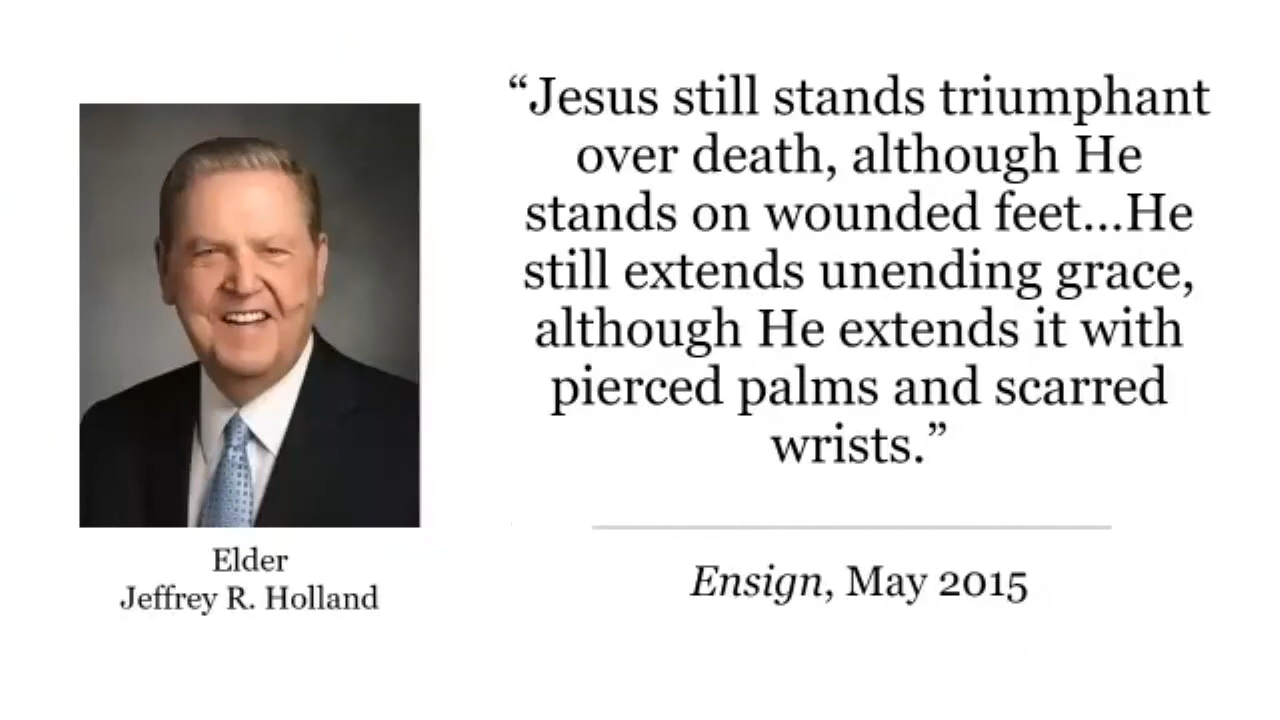 “Jesus still stands triumphant
over death, although He
stands on wounded feet...He
still extends unending grace,
although He extends it with
pierced palms and scarred
wrists.”
Ensign, May 2015
Elder
Jeffrey R. Holland